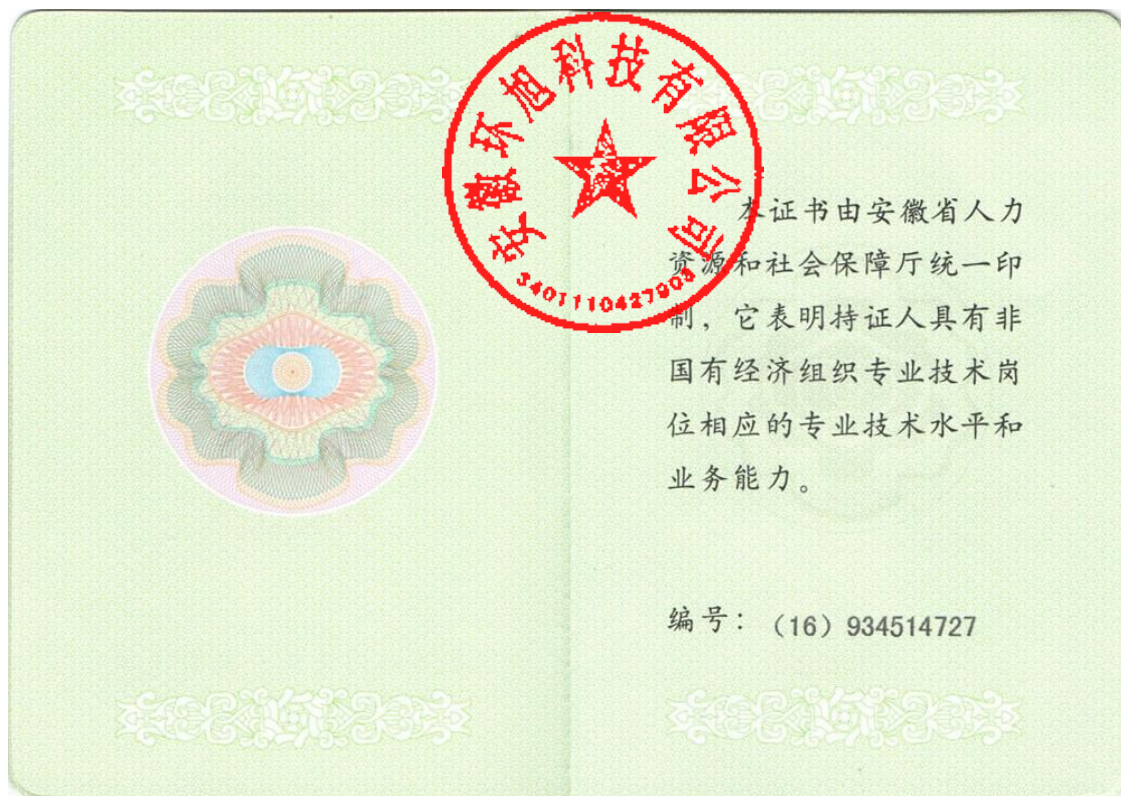 安徽环旭科技有限公司
3401110427903
本证书由安徽省人力
资源和社会保障厅统一印
制，它表明持证人具有非
国有经济组织专业技术岗
位相应的专业技术水平和
业务能力。
编号：（16）934514727